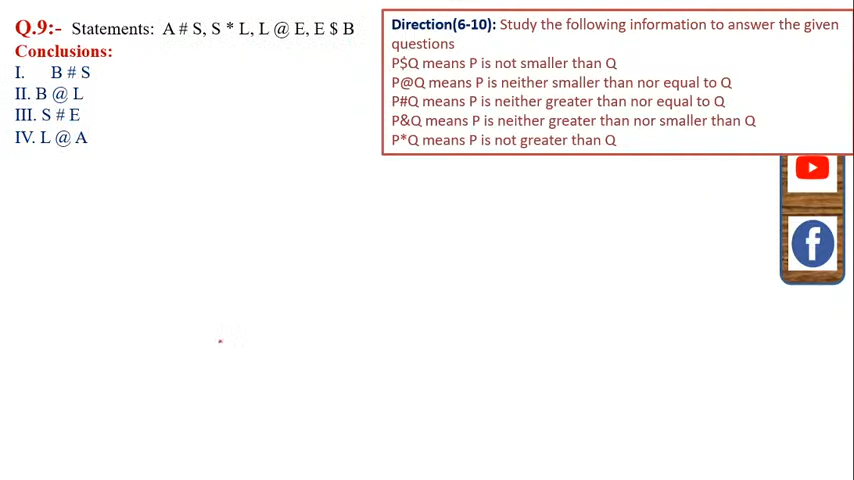 Q.9:- Statements: A # S, S * L, L @ E, E $ B
Conclusions:
I. B # S
II. B @ L
III. S # E
IV. L @ A
Direction(6-10): Study the following information to answer the given
questions
P$Q means P is not smaller than Q
P@Q means P is neither smaller than nor equal to Q
P#Q means P is neither greater than nor equal to Q
P&Q means P is neither greater than nor smaller than Q
P*Q means P is not greater than Q